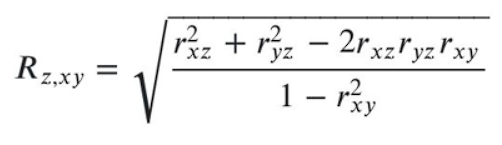 R_{z,xy} = \sqrt{\frac{r_{xz}^2 + r_{yz}^2 - 2r_{xz}r_{yz}r_{xy}}{1 - r_{xy}^2}}